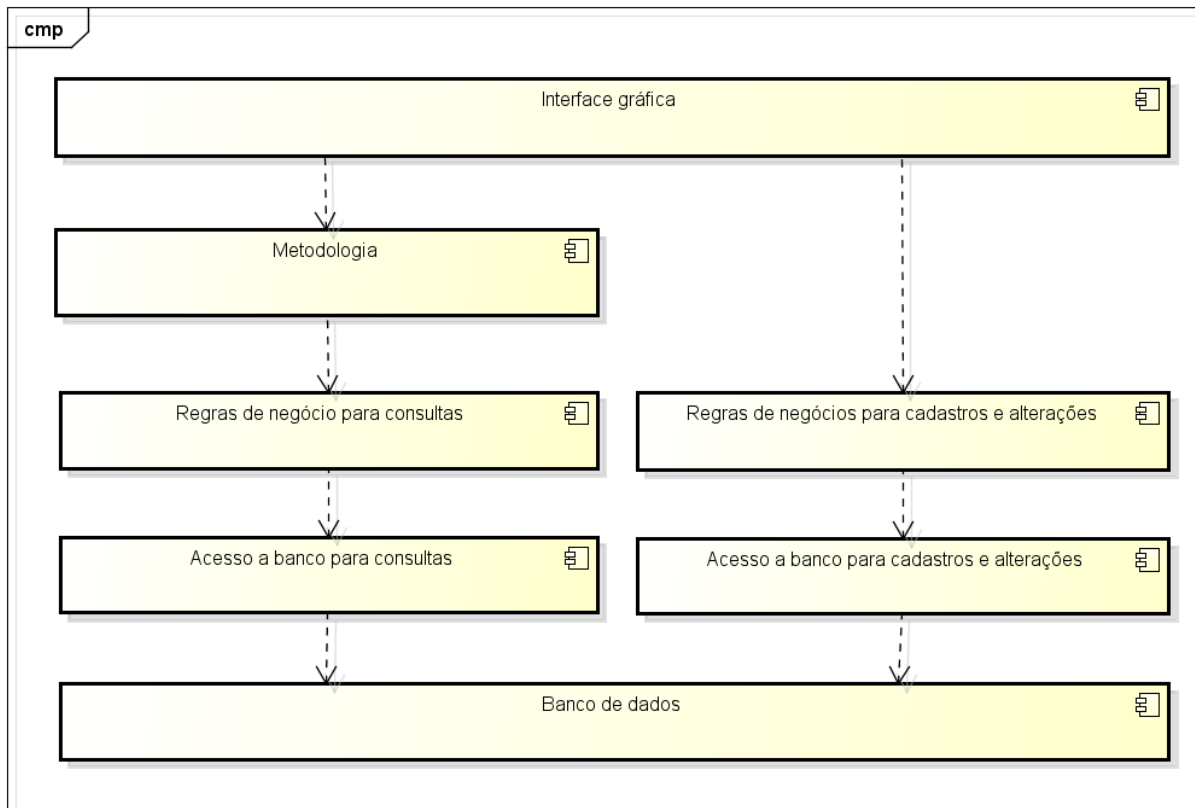 cmp
Interface gráfica
Metodologia
Regras de negócio para consultas
Regras de negócios para cadastros e alterações
Acesso a banco para consultas
Acesso a banco para cadastros e alterações
Banco de dados